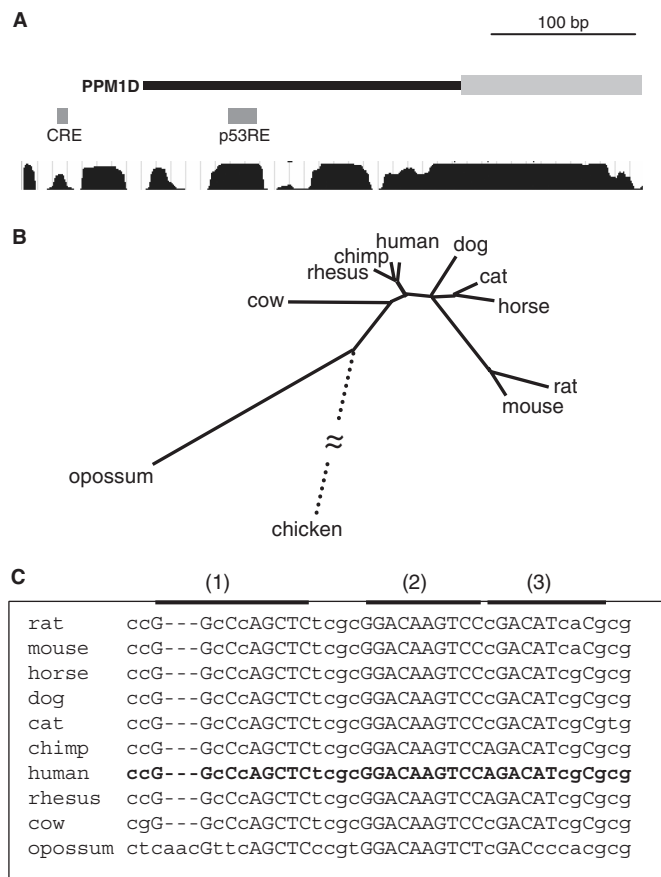 A
100 bp
PPM1D
CRE
p53RE
B
human
dog
chimp
rhesus
cat
cow
horse
rat
mouse
opossum
≈
chicken
C
(1) (2) (3)
rat ccG---GcCcAGCTCtcgcGGACAAGTCCcGACATcaCgcg
mouse ccG---GcCcAGCTCtcgcGGACAAGTCCcGACATcaCgcg
horse ccG---GcCcAGCTCtcgcGGACAAGTCCcGACATcgCgcg
dog ccG---GcCcAGCTCtcgcGGACAAGTCCcGACATcgCgcg
cat ccG---GcCcAGCTCtcgcGGACAAGTCCcGACATcgCgtg
chimp ccG---GcCcAGCTCtcgcGGACAAGTCCAGACATcgCgcg
human ccG---GcCcAGCTCtcgcGGACAAGTCCAGACATcgCgcg
rhesus ccG---GcCcAGCTCtcgcGGACAAGTCCAGACATcgCgcg
cow cgG---GcCcAGCTCtcgcGGACAAGTCCcGACATcgCgcg
opossum ctcaacGttcAGCTCccgtGGACAAGTCTcGACcccacgcg